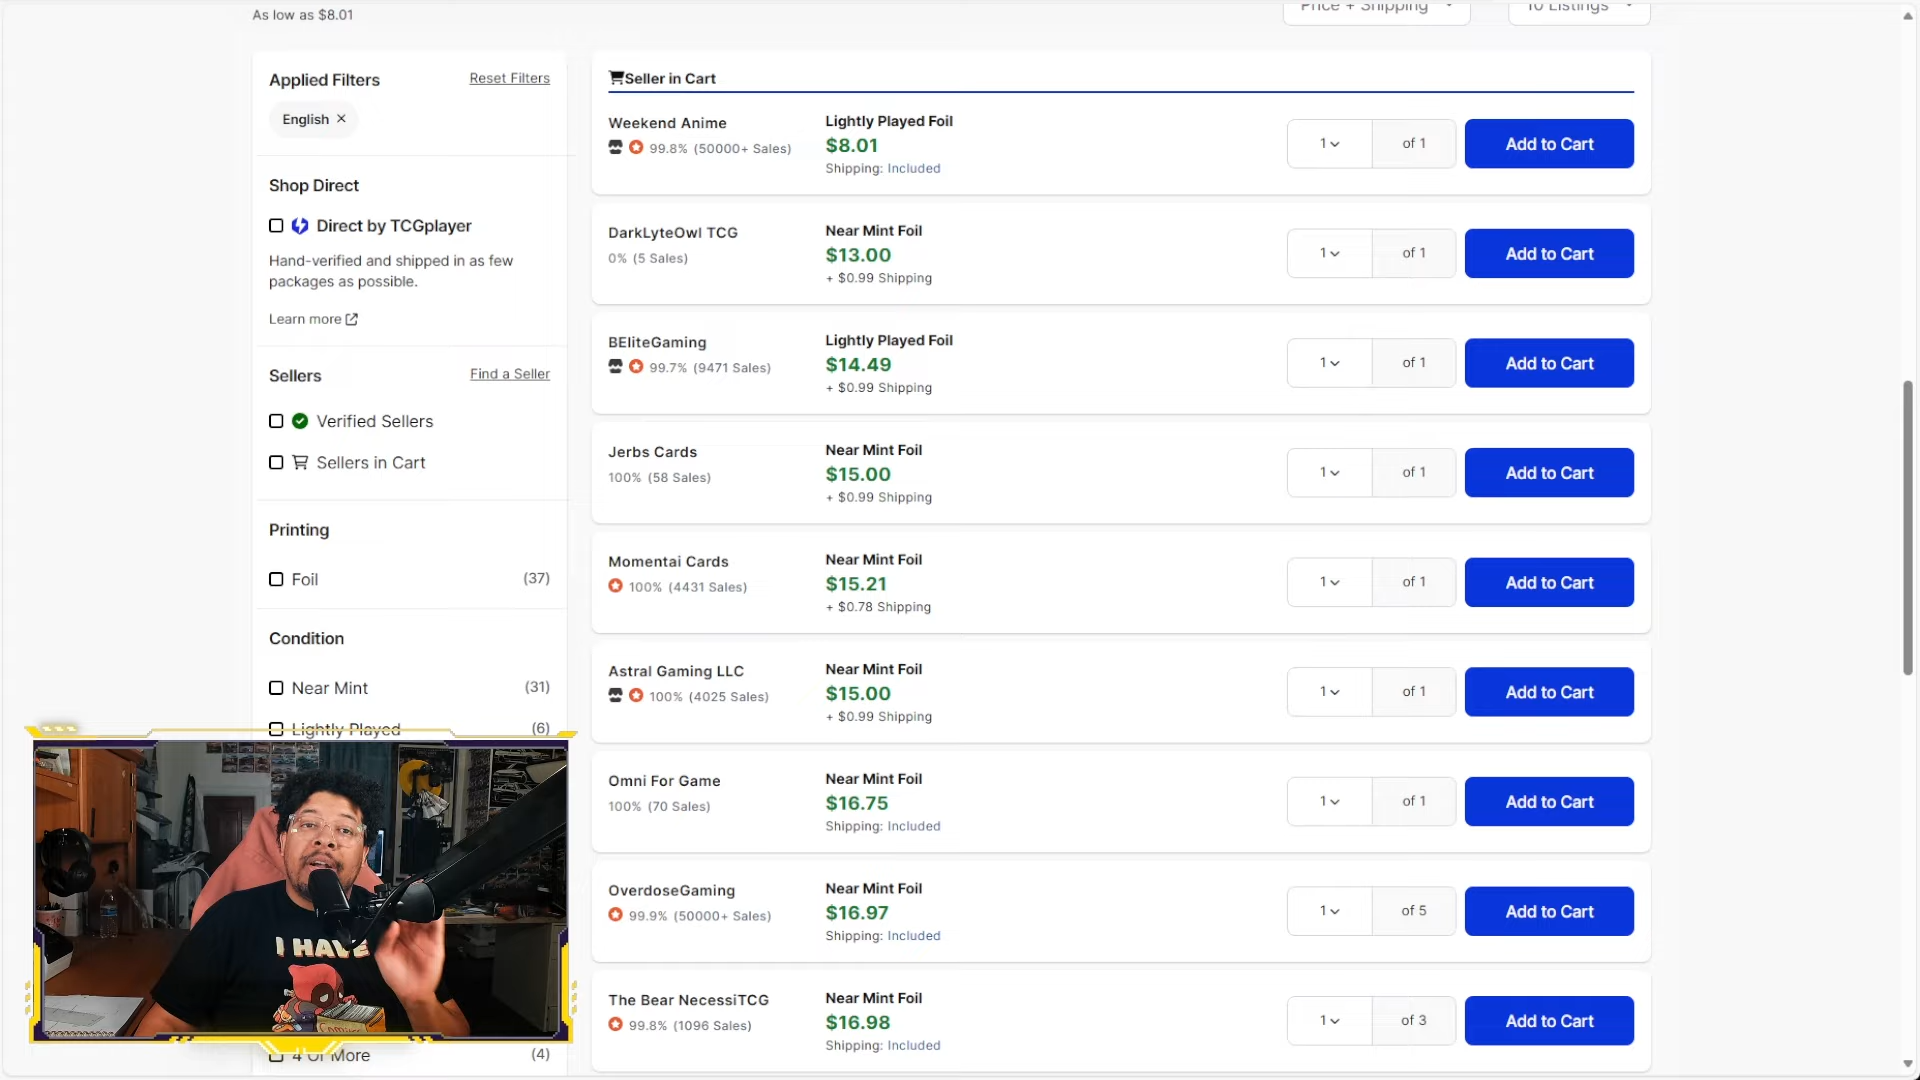 As low as $8.01
Price + Shipping
10 Listings
Applied Filters
Reset Filters
English ×
Shop Direct
Direct by TCGplayer
Hand-verified and shipped in as few
packages as possible.
Learn more
Sellers
Find a Seller
Verified Sellers
Sellers in Cart
Printing
Foil (37)
Condition
Near Mint (31)
Lightly Played (6)
4 Or More (4)
Seller in Cart
Weekend Anime
99.8% (50000+ Sales)
Lightly Played Foil
$8.01
Shipping: Included
1 of 1 Add to Cart
DarkLyteOwl TCG
0% (5 Sales)
Near Mint Foil
$13.00
+ $0.99 Shipping
1 of 1 Add to Cart
BEliteGaming
99.7% (9471 Sales)
Lightly Played Foil
$14.49
+ $0.99 Shipping
1 of 1 Add to Cart
Jerbs Cards
100% (58 Sales)
Near Mint Foil
$15.00
+ $0.99 Shipping
1 of 1 Add to Cart
Momentai Cards
100% (4431 Sales)
Near Mint Foil
$15.21
+ $0.78 Shipping
1 of 1 Add to Cart
Astral Gaming LLC
100% (4025 Sales)
Near Mint Foil
$15.00
+ $0.99 Shipping
1 of 1 Add to Cart
Omni For Game
100% (70 Sales)
Near Mint Foil
$16.75
Shipping: Included
1 of 1 Add to Cart
OverdoseGaming
99.9% (50000+ Sales)
Near Mint Foil
$16.97
Shipping: Included
1 of 5 Add to Cart
The Bear NecessiTCG
99.8% (1096 Sales)
Near Mint Foil
$16.98
Shipping: Included
1 of 3 Add to Cart
I HAVE